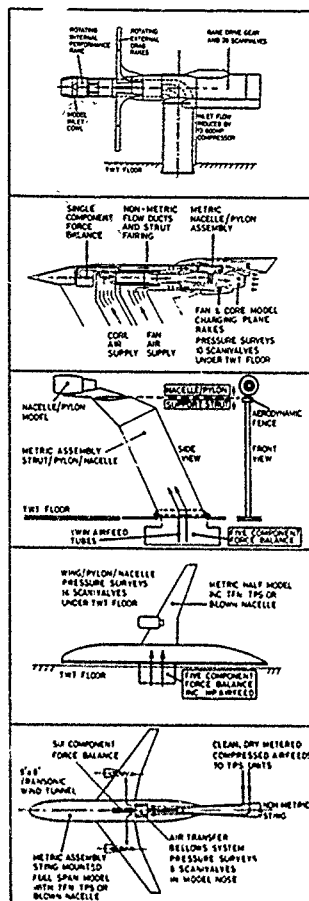 ROTATING
INTERNAL
PERFORMANCE
RAKE
ROTATING
EXTERNAL
DRAG
RAKES
RAKE DRIVE GEAR
AND 36 SCANIVALVES
MODEL
INLET
COWL
INLET FLOW
INDUCED BY
COMPRESSOR
TWT FLOOR
SINGLE
COMPONENT
FORCE
BALANCE
NON-METRIC
FLOW DUCTS
AND STRUT
FAIRING
METRIC
NACELLE/PYLON
ASSEMBLY
CORE
AIR
SUPPLY
FAN
AIR
SUPPLY
FAN & CORE MODEL
CHARGING PLANE
RAKES
PRESSURE SURVEYS
10 SCANIVALVES
UNDER TWT FLOOR
NACELLE/PYLON
MODEL
NACELLE/PYLON
SUPPORT STRUT
AERODYNAMIC
FENCE
METRIC ASSEMBLY
STRUT/PYLON/NACELLE
SIDE
VIEW
FRONT
VIEW
TWT FLOOR
TWIN AIRFEED
TUBES
FIVE COMPONENT
FORCE BALANCE
WING/PYLON/NACELLE
PRESSURE SURVEYS
16 SCANIVALVES
UNDER TWT FLOOR
METRIC HALF MODEL
INC TFN TPS OR
BLOWN NACELLE
TWT FLOOR
FIVE COMPONENT
FORCE BALANCE
INC HP AIRFEED
SIX COMPONENT
FORCE BALANCE
TRANSONIC
WIND TUNNEL
CLEAN, DRY METERED
COMPRESSED AIRFEEDS
TO TPS UNITS
NON METRIC
STING
METRIC ASSEMBLY
STING MOUNTED
FULL SPAN MODEL
WITH TFN TPS OR
BLOWN NACELLE
AIR TRANSFER
BELLOWS SYSTEM
PRESSURE SURVEYS
SCANIVALVES
IN MODEL NOSE